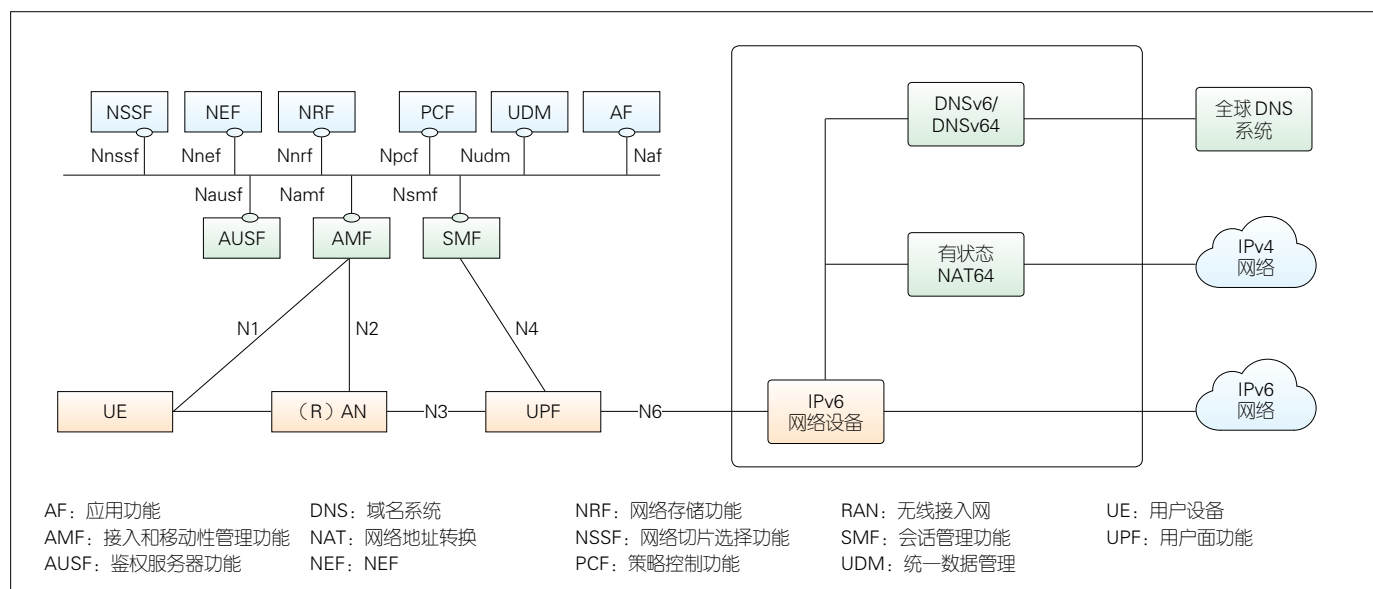 NSSF NEF NRF PCF UDM AF
Nnssf Nnef Nnrf Npcf Nudm Naf
Nausf Namf Nsmf
AUSF AMF SMF
N1 N2 N4
UE （R）AN N3 UPF N6
DNSv6/
DNSv64
全球 DNS
系统
有状态
NAT64
IPv4
网络
IPv6
网络设备
IPv6
网络
AF：应用功能 DNS：域名系统 NRF：网络存储功能 RAN：无线接入网 UE：用户设备
AMF：接入和移动性管理功能 NAT：网络地址转换 NSSF：网络切片选择功能 SMF：会话管理功能 UPF：用户面功能
AUSF：鉴权服务器功能 NEF：NEF PCF：策略控制功能 UDM：统一数据管理